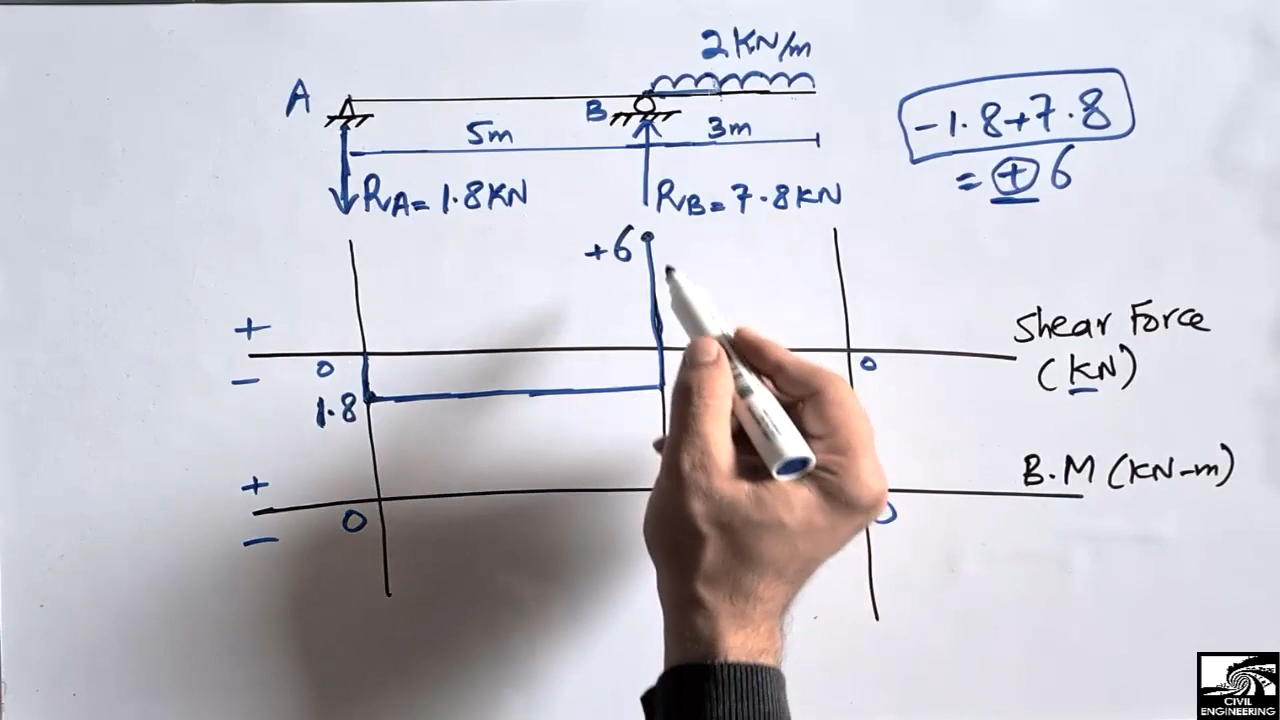 2KN/m
A
B
5m
3m
-1.8+7.8
= + 6
RA= 1.8KN
RB= 7.8KN
+6
+
0
-
1.8
0
Shear Force
(KN)
+
0
-
0
B.M (KN-m)
CIVIL
ENGINEERING